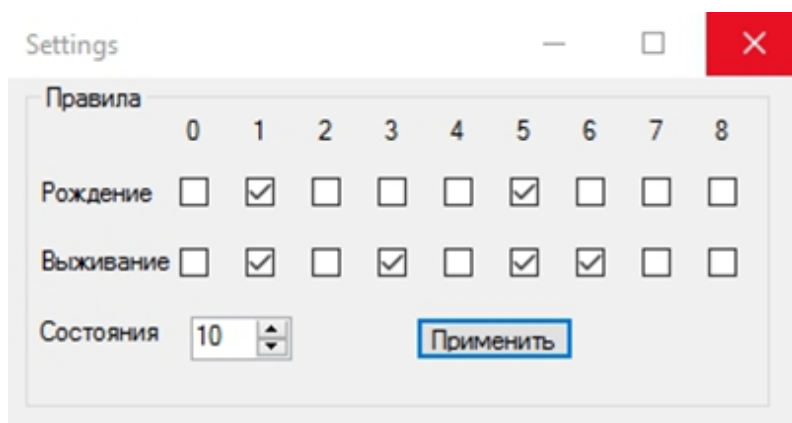 Settings
Правила
0 1 2 3 4 5 6 7 8
Рождение
Выживание
Состояния 10 Применить